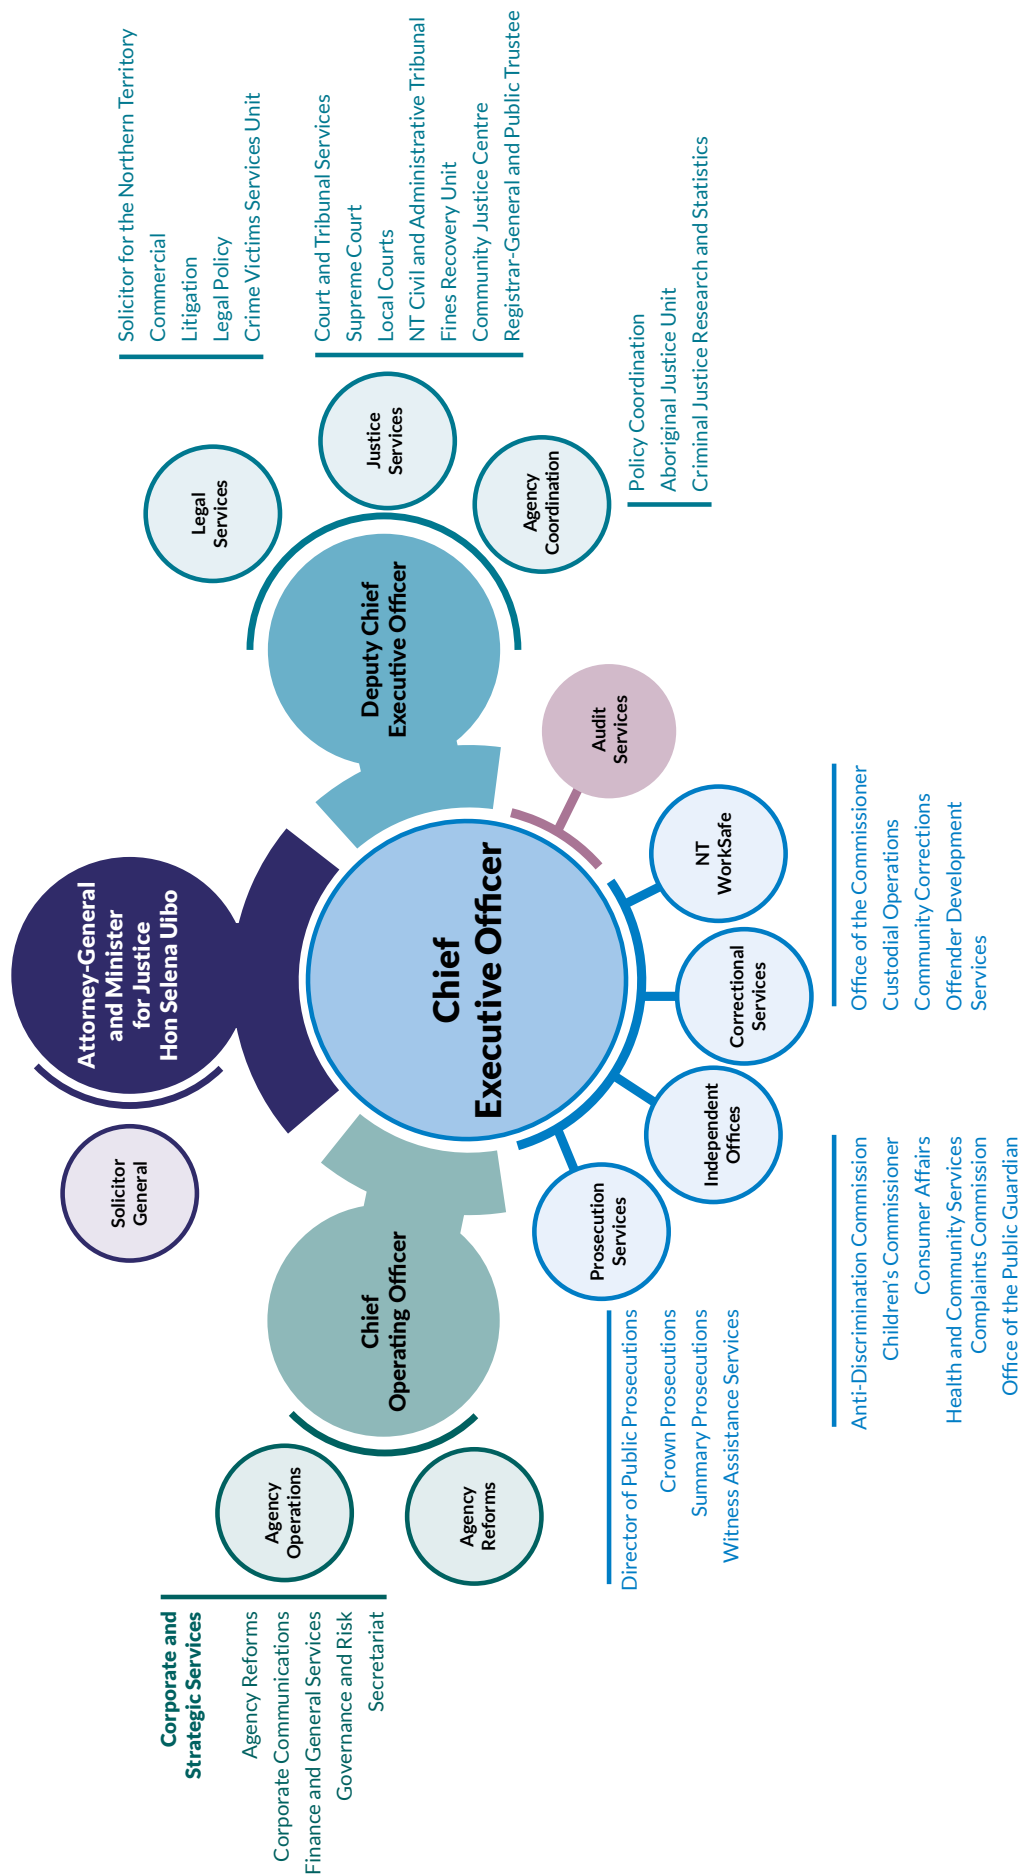 Attorney-General
and Minister
for Justice
Hon Selena Uibo
Solicitor
General
Chief
Executive Officer
Chief
Operating Officer
Agency
Operations
Agency
Reforms
Corporate and
Strategic Services
Agency Reforms
Corporate Communications
Finance and General Services
Governance and Risk
Secretariat
Deputy Chief
Executive Officer
Legal
Services
Solicitor for the Northern Territory
Commercial
Litigation
Legal Policy
Crime Victims Services Unit
Justice
Services
Court and Tribunal Services
Supreme Court
Local Courts
NT Civil and Administrative Tribunal
Fines Recovery Unit
Community Justice Centre
Registrar-General and Public Trustee
Agency
Coordination
Policy Coordination
Aboriginal Justice Unit
Criminal Justice Research and Statistics
Audit
Services
Prosecution
Services
Director of Public Prosecutions
Crown Prosecutions
Summary Prosecutions
Witness Assistance Services
Independent
Offices
Anti-Discrimination Commission
Children's Commissioner
Consumer Affairs
Health and Community Services
Complaints Commission
Office of the Public Guardian
Correctional
Services
Office of the Commissioner
Custodial Operations
Community Corrections
Offender Development
Services
NT
WorkSafe